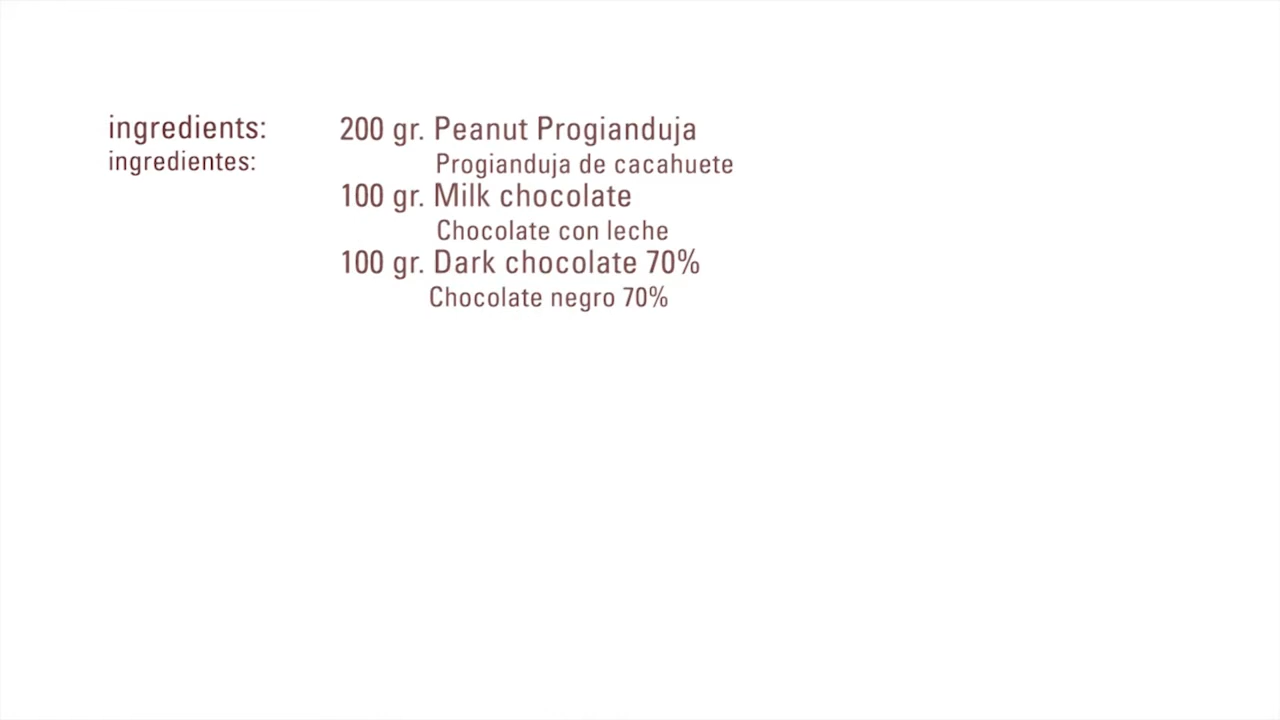 ingredients:
ingredientes:
200 gr. Peanut Progianduja
Progianduja de cacahuete
100 gr. Milk chocolate
Chocolate con leche
100 gr. Dark chocolate 70%
Chocolate negro 70%